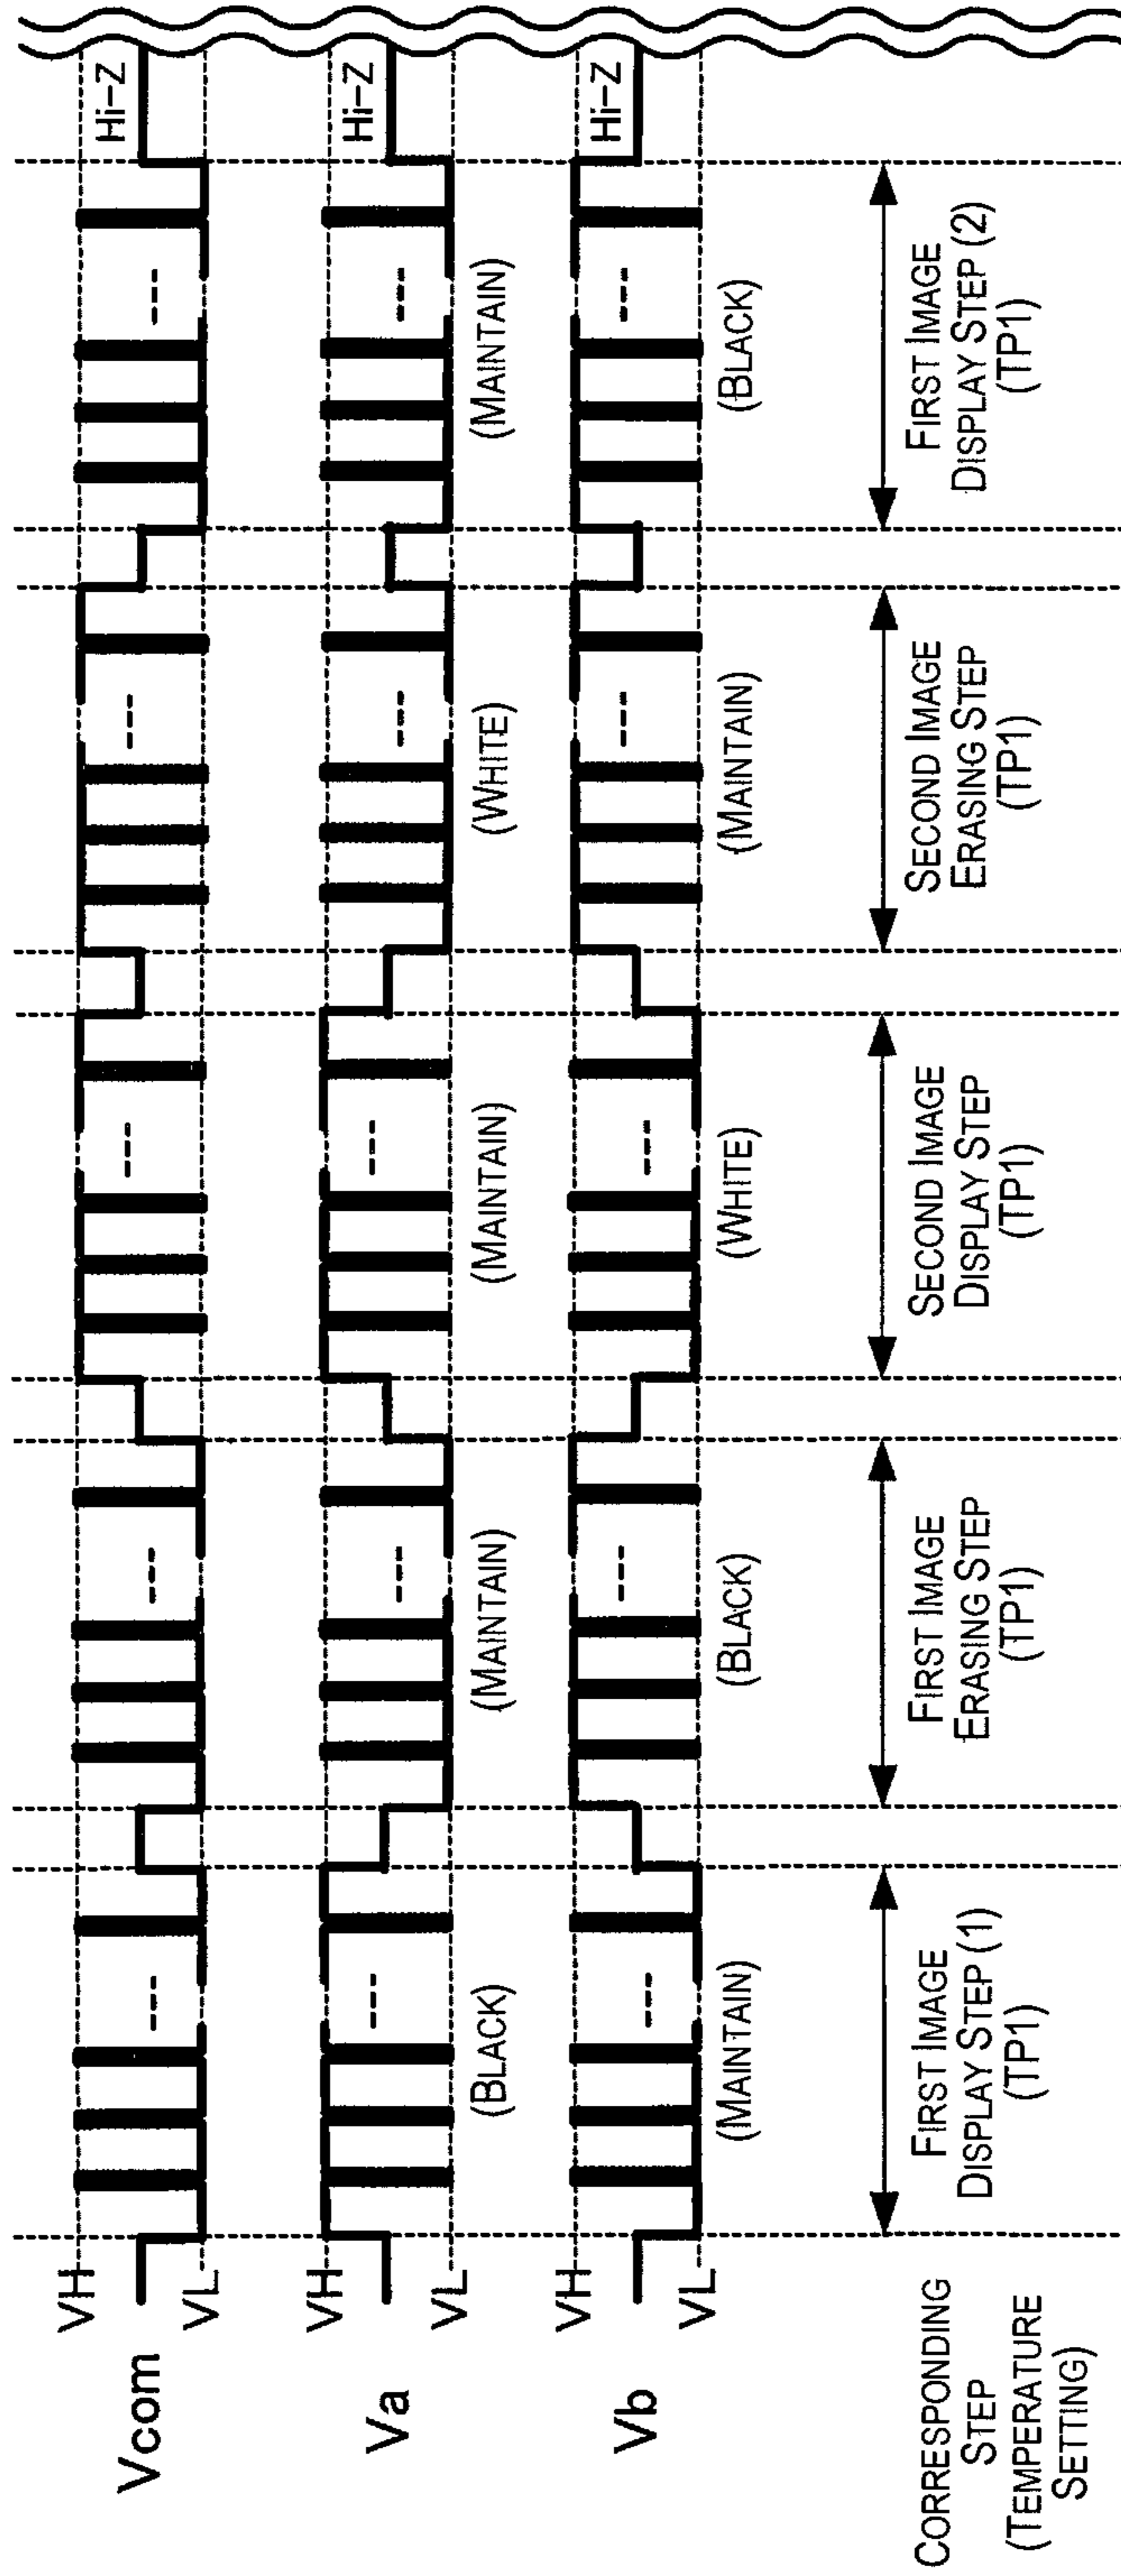 Vcom
VH
VL
Hi-Z
Va
VH
VL
(BLACK)
(MAINTAIN)
(MAINTAIN)
(WHITE)
(MAINTAIN)
Hi-Z
Vb
VH
VL
(MAINTAIN)
(BLACK)
(WHITE)
(MAINTAIN)
(BLACK)
Hi-Z
CORRESPONDING
STEP
(TEMPERATURE
SETTING)
FIRST IMAGE
DISPLAY STEP (1)
(TP1)
FIRST IMAGE
ERASING STEP
(TP1)
SECOND IMAGE
DISPLAY STEP
(TP1)
SECOND IMAGE
ERASING STEP
(TP1)
FIRST IMAGE
DISPLAY STEP (2)
(TP1)